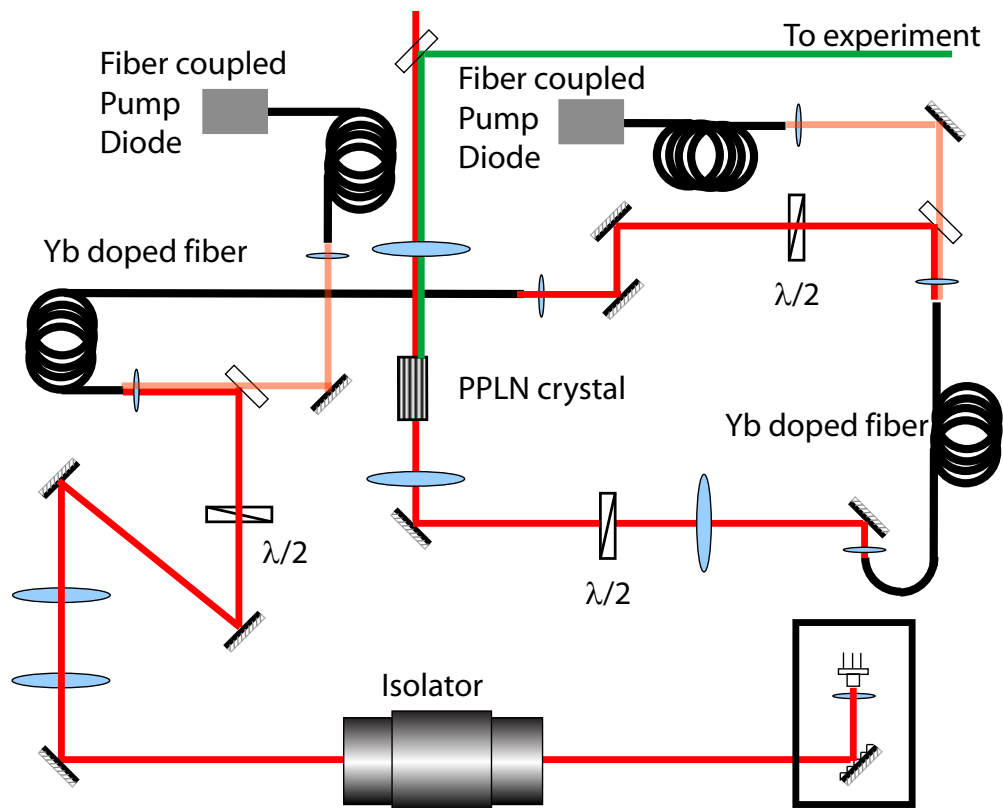 To experiment
Fiber coupled
Pump
Diode
Fiber coupled
Pump
Diode
Yb doped fiber
λ/2
PPLN crystal
Yb doped fiber
λ/2
λ/2
Isolator